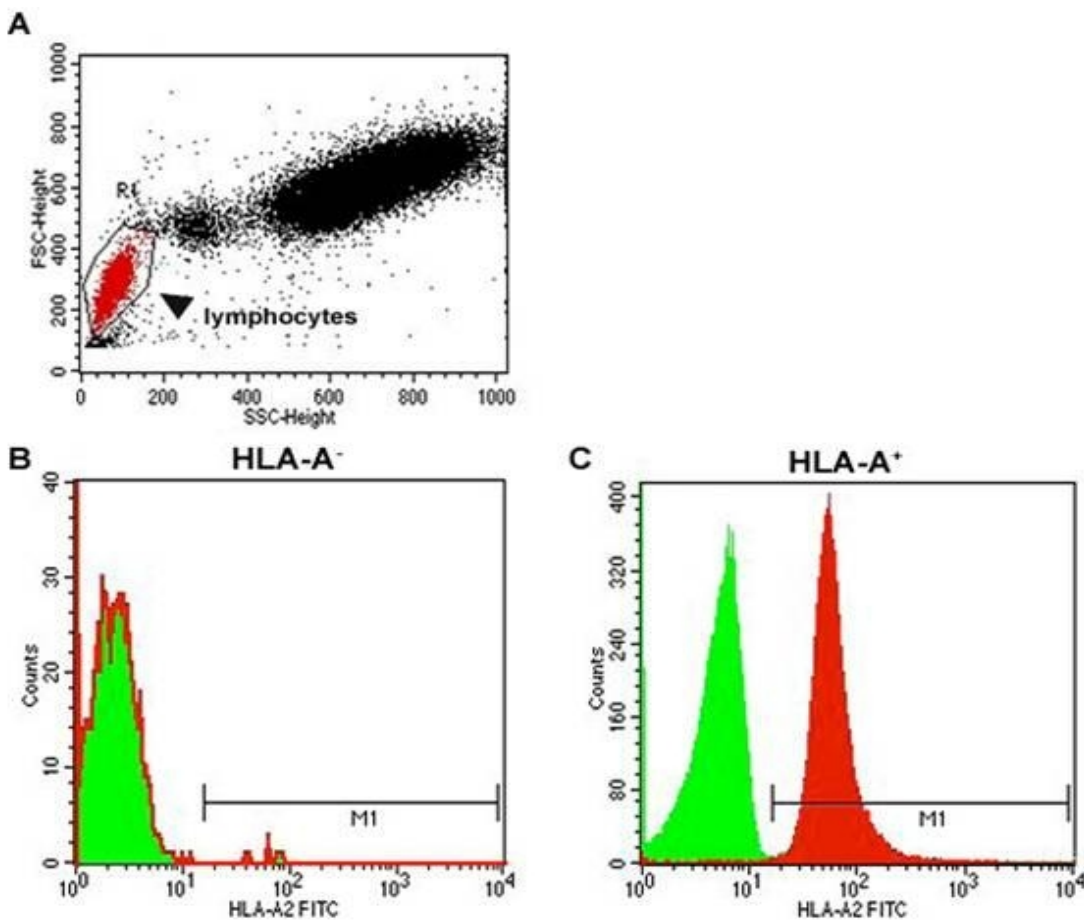 A
1000
800
600
400
200
0
FSC-Height
R1
lymphocytes
0 200 400 600 800 1000
SSC-Height
B
HLA-A-
40
30
20
10
0
Counts
M1
10⁰ 10¹ 10² 10³ 10⁴
HLA-A2 FITC
C
HLA-A⁺
400
320
240
160
80
0
Counts
M1
10⁰ 10¹ 10² 10³ 10⁴
HLA-A2 FITC